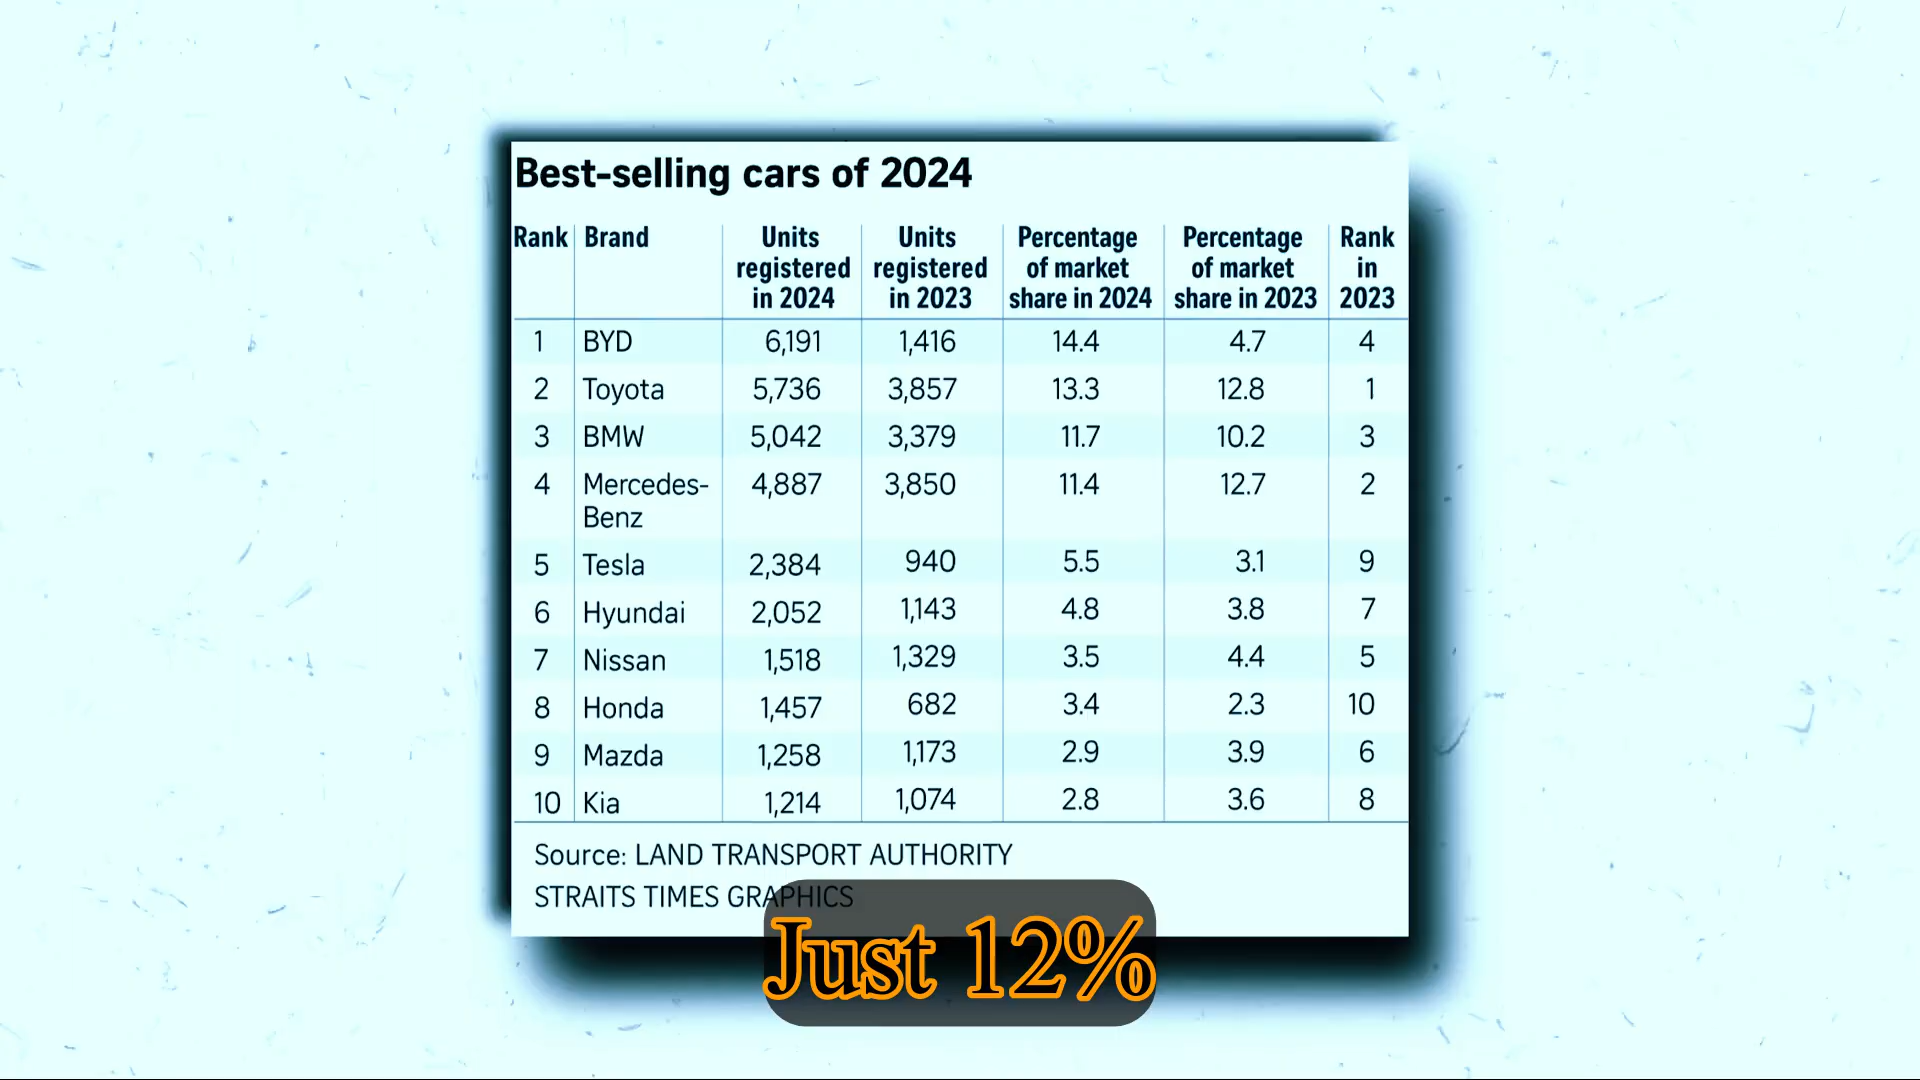 Best-selling cars of 2024
Rank Brand Units registered in 2024 Units registered in 2023 Percentage of market share in 2024 Percentage of market share in 2023 Rank in 2023
1 BYD 6,191 1,416 14.4 4.7 4
2 Toyota 5,736 3,857 13.3 12.8 1
3 BMW 5,042 3,379 11.7 10.2 3
4 Mercedes-Benz 4,887 3,850 11.4 12.7 2
5 Tesla 2,384 940 5.5 3.1 9
6 Hyundai 2,052 1,143 4.8 3.8 7
7 Nissan 1,518 1,329 3.5 4.4 5
8 Honda 1,457 682 3.4 2.3 10
9 Mazda 1,258 1,173 2.9 3.9 6
10 Kia 1,214 1,074 2.8 3.6 8
Source: LAND TRANSPORT AUTHORITY
STRAITS TIMES GRAPHICS
Just 12%